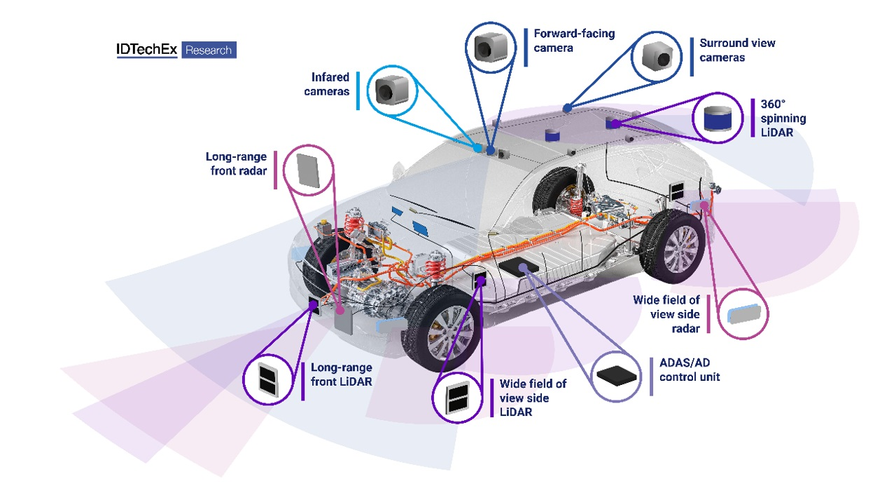 IDTechEx Research
Forward-facing
camera
Surround view
cameras
Infared
cameras
360°
spinning
LiDAR
Long-range
front radar
Wide field of
view side
radar
Long-range
front LiDAR
Wide field of
view side
LiDAR
ADAS/AD
control unit